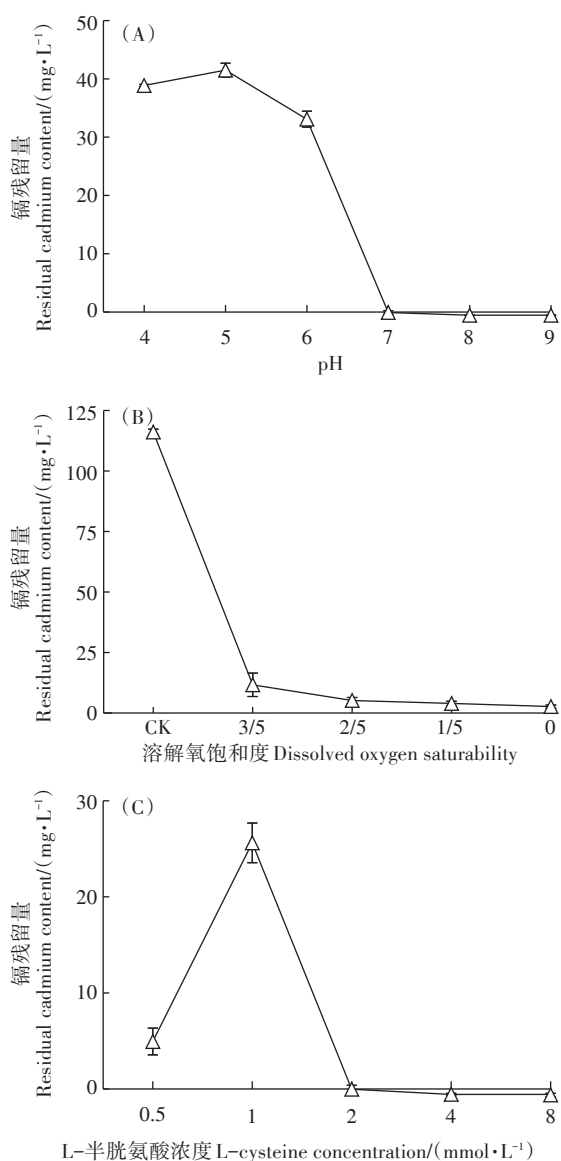 (A)
50
40
30
20
10
0
镉残留量
Residual cadmium content/(mg·L⁻¹)
4 5 6 7 8 9
pH
(B)
125
100
75
50
25
0
镉残留量
Residual cadmium content/(mg·L⁻¹)
CK 3/5 2/5 1/5 0
溶解氧饱和度 Dissolved oxygen saturability
(C)
30
20
10
0
镉残留量
Residual cadmium content/(mg·L⁻¹)
0.5 1 2 4 8
L-半胱氨酸浓度 L-cysteine concentration/(mmol·L⁻¹)